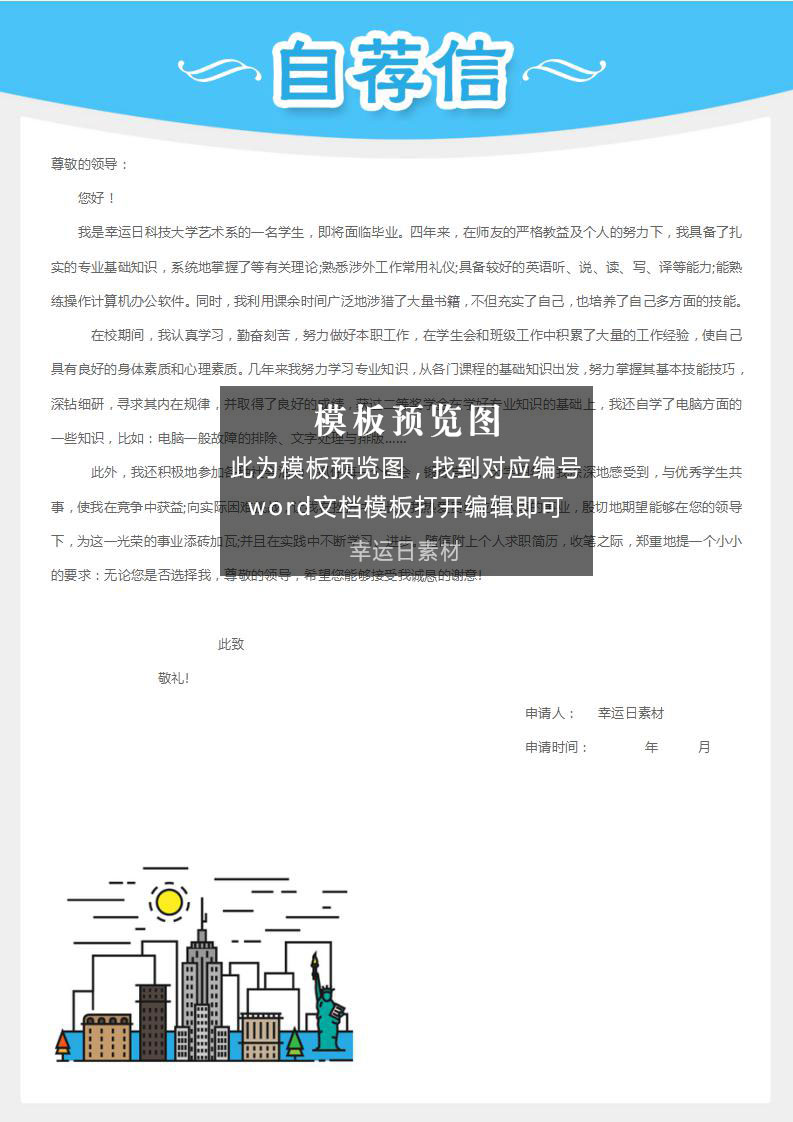 自荐信
尊敬的领导：
您好！
我是幸运日科技大学艺术系的一名学生，即将面临毕业。四年来，在师友的严格教益及个人的努力下，我具备了扎
实的专业基础知识，系统地掌握了等有关理论;熟悉涉外工作常用礼仪;具备较好的英语听、说、读、写、译等能力;能熟
练操作计算机办公软件。同时，我利用课余时间广泛地涉猎了大量书籍，不但充实了自己，也培养了自己多方面的技能。
在校期间，我认真学习，勤奋刻苦，努力做好本职工作，在学生会和班级工作中积累了大量的工作经验，使自己
具有良好的身体素质和心理素质。几年来我努力学习专业知识，从各门课程的基础知识出发，努力掌握其基本技能技巧，
深钻细研，寻求其内在规律，并取得了良好的成绩，获过二等奖学金在学好专业知识的基础上，我还自学了电脑方面的
一些知识，比如：电脑一般故障的排除、文字处理与排版……
模板预览图
此外，我还积极地参加 深地感受到，与优秀学生共
此为模板预览图，找到对应编号
事，使我在竞争中获益;向实际困难 业，殷切地期望能够在您的领导
word文档模板打开编辑即可
下，为这一光荣的事业添砖加瓦;并且在实践中不断学习、进步。随信附上个人求职简历，收笔之际，郑重地提一个小小
幸运日素材
的要求：无论您是否选择我，尊敬的领导，希望您能够接受我诚恳的谢意!
此致
敬礼!
申请人： 幸运日素材
申请时间： 年 月